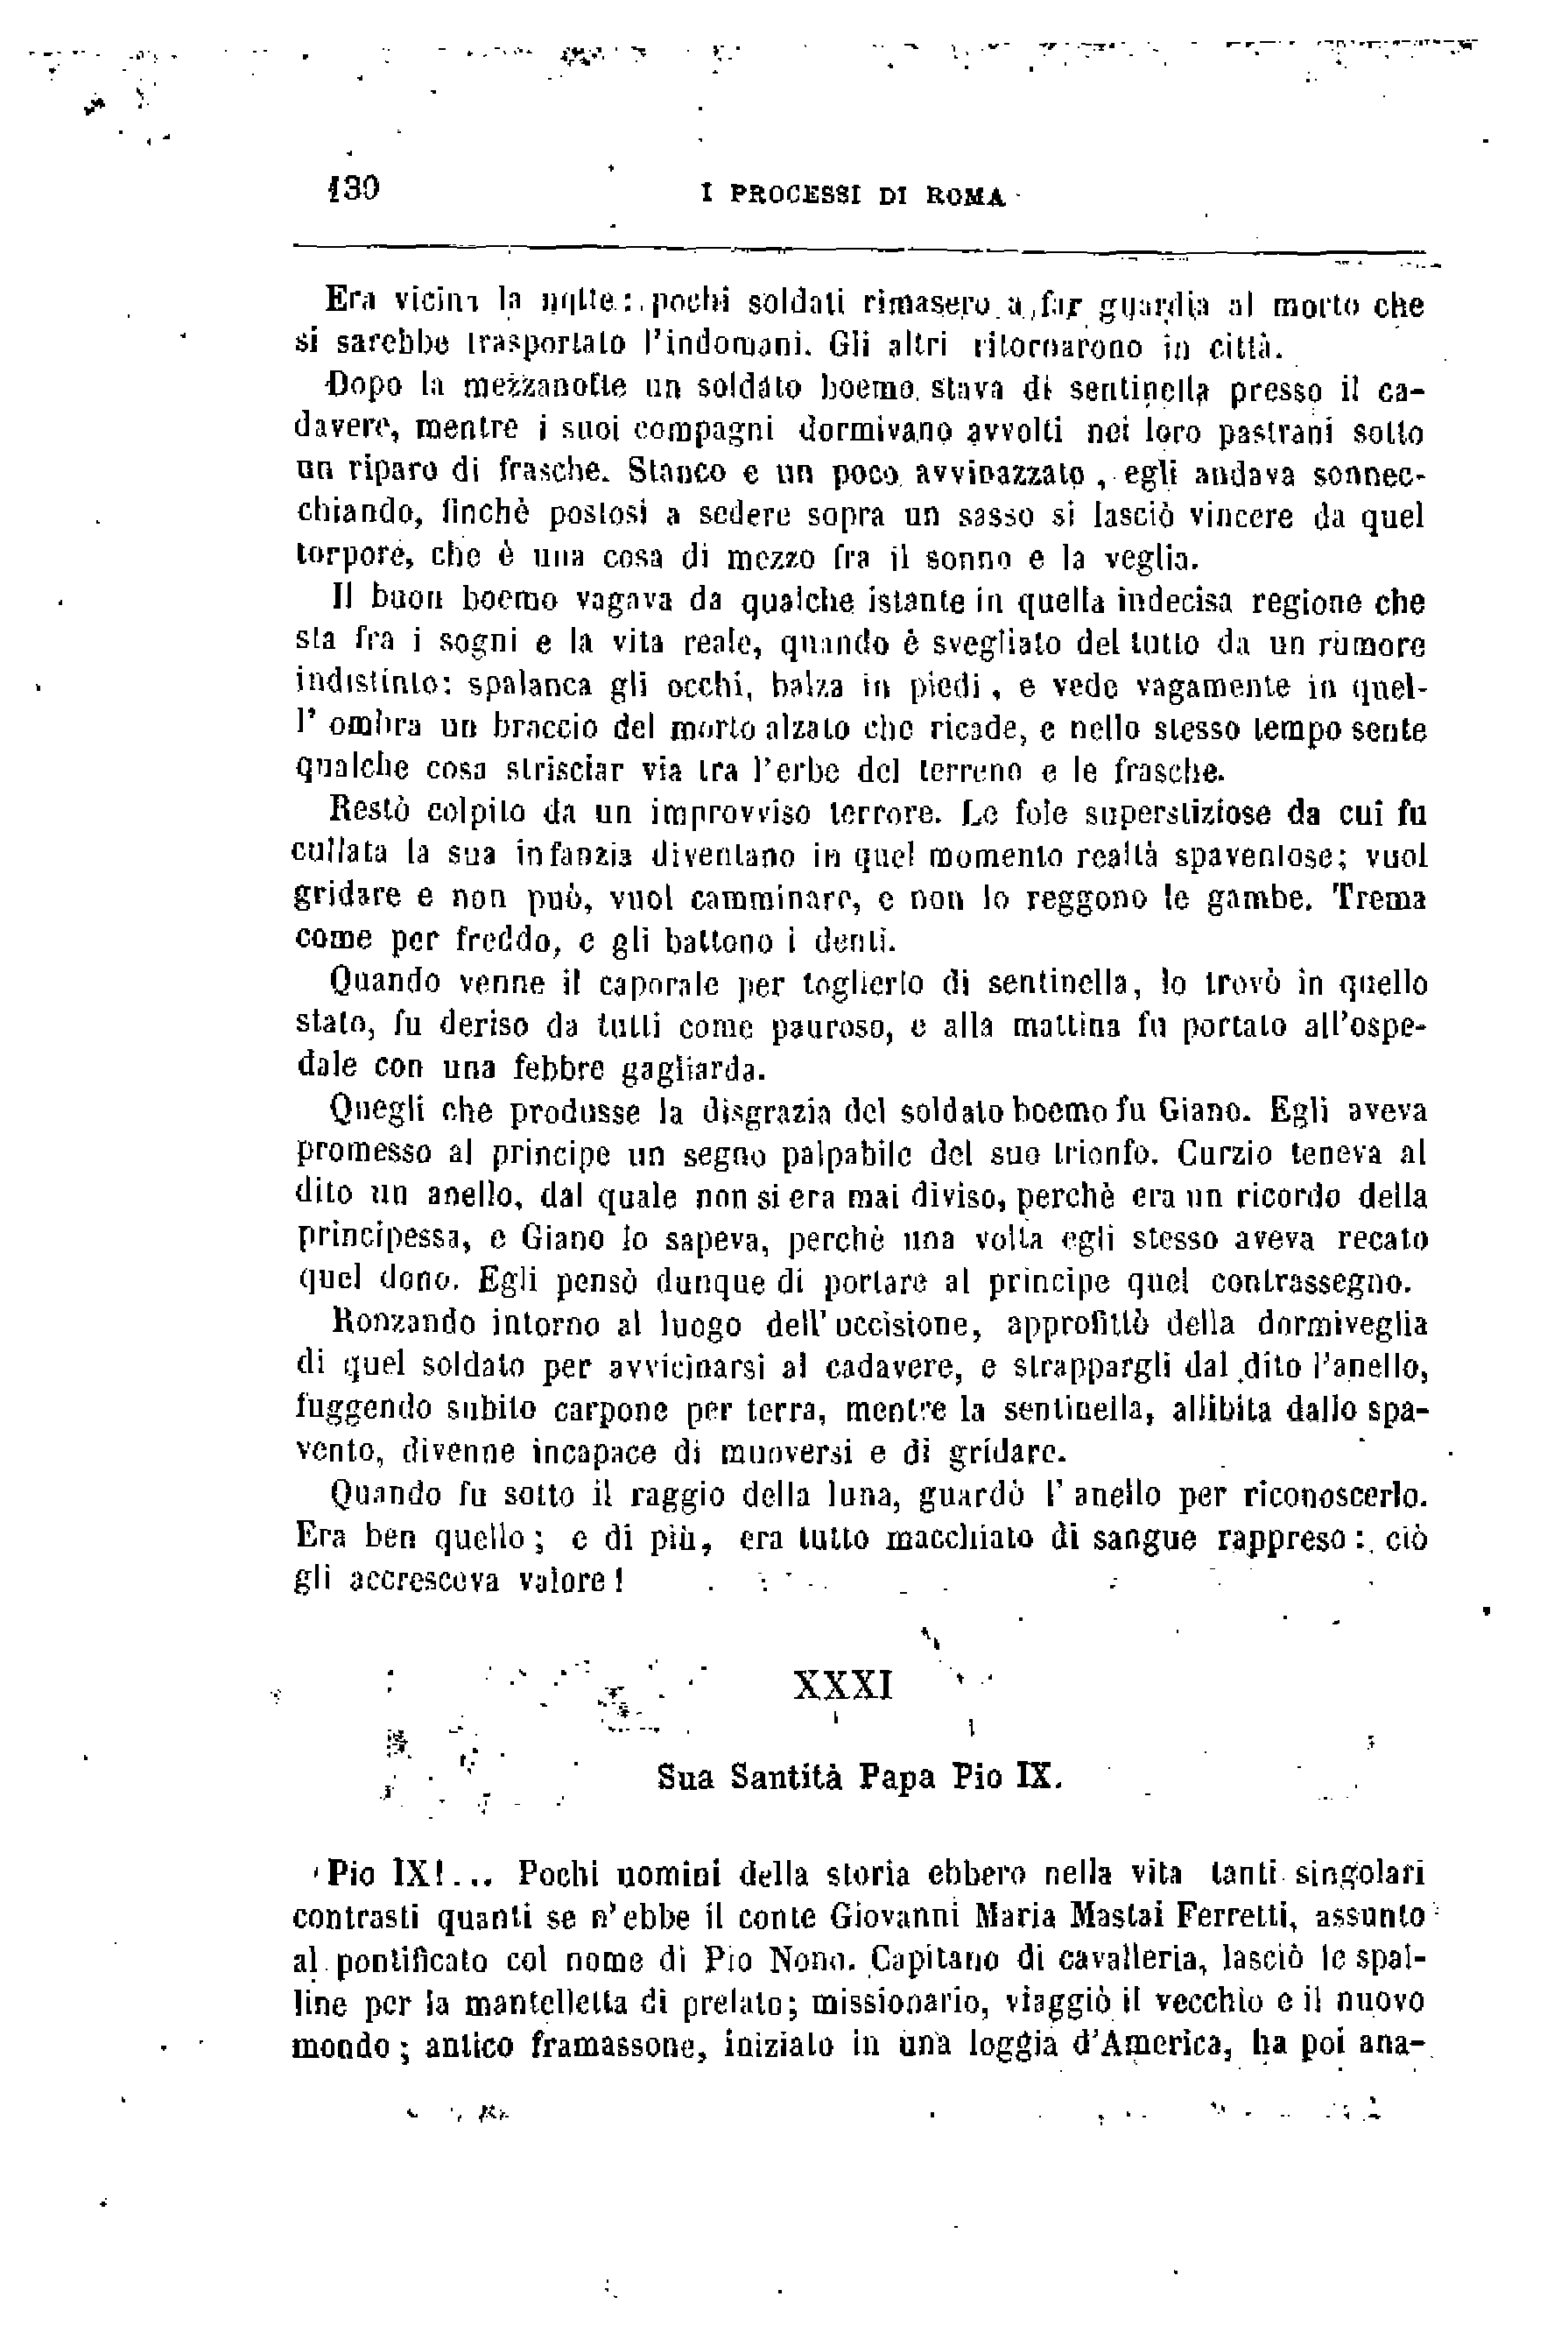 130
I PROCESSI DI ROMA
Era vicina la notte: pochi soldati rimasero a far guardia al morto che
si sarebbe trasportato l'indomani. Gli altri ritornarono in città.
Dopo la mezzanotte un soldato boemo stava di sentinella presso il ca-
davere, mentre i suoi compagni dormivano avvolti nei loro pastrani sotto
un riparo di frasche. Stanco e un poco avvinazzato, egli andava sonnec-
chiando, finchè postosi a sedere sopra un sasso si lasciò vincere da quel
torpore, che è una cosa di mezzo fra il sonno e la veglia.
Il buon boemo vagava da qualche istante in quella indecisa regione che
sta fra i sogni e la vita reale, quando è svegliato del tutto da un rumore
indistinto: spalanca gli occhi, balza in piedi, e vede vagamente in quel-
l' ombra un braccio del morto alzato che ricade, e nello stesso tempo sente
qualche cosa strisciar via tra l'erbe del terreno e le frasche.
Restò colpito da un improvviso terrore. Le fole superstiziose da cui fu
cullata la sua infanzia diventano in quel momento realtà spaventose; vuol
gridare e non può, vuol camminare, e non lo reggono le gambe. Trema
come per freddo, e gli battono i denti.
Quando venne il caporale per toglierlo di sentinella, lo trovò in quello
stato, fu deriso da tutti come pauroso, e alla mattina fu portato all'ospe-
dale con una febbre gagliarda.
Quegli che produsse la disgrazia del soldato boemo fu Giano. Egli aveva
promesso al principe un segno palpabile del suo trionfo. Curzio teneva al
dito un anello, dal quale non si era mai diviso, perchè era un ricordo della
principessa, e Giano lo sapeva, perchè una volta egli stesso aveva recato
quel dono. Egli pensò dunque di portare al principe quel contrassegno.
Ronzando intorno al luogo dell' uccisione, approfittò della dormiveglia
di quel soldato per avvicinarsi al cadavere, e strappargli dal dito l'anello,
fuggendo subito carpone per terra, mentre la sentinella, allibita dallo spa-
vento, divenne incapace di muoversi e di gridare.
Quando fu sotto il raggio della luna, guardò l' anello per riconoscerlo.
Era ben quello; e di più, era tutto macchiato di sangue rappreso: ciò
gli accresceva valore!
XXXI
Sua Santità Papa Pio IX.
Pio IX!... Pochi uomini della storia ebbero nella vita tanti singolari
contrasti quanti se n'ebbe il conte Giovanni Maria Mastai Ferretti, assunto
al pontificato col nome di Pio Nono. Capitano di cavalleria, lasciò le spal-
line per la mantelletta di prelato; missionario, viaggiò il vecchio e il nuovo
mondo; antico framassone, iniziato in una loggia d'America, ha poi ana-